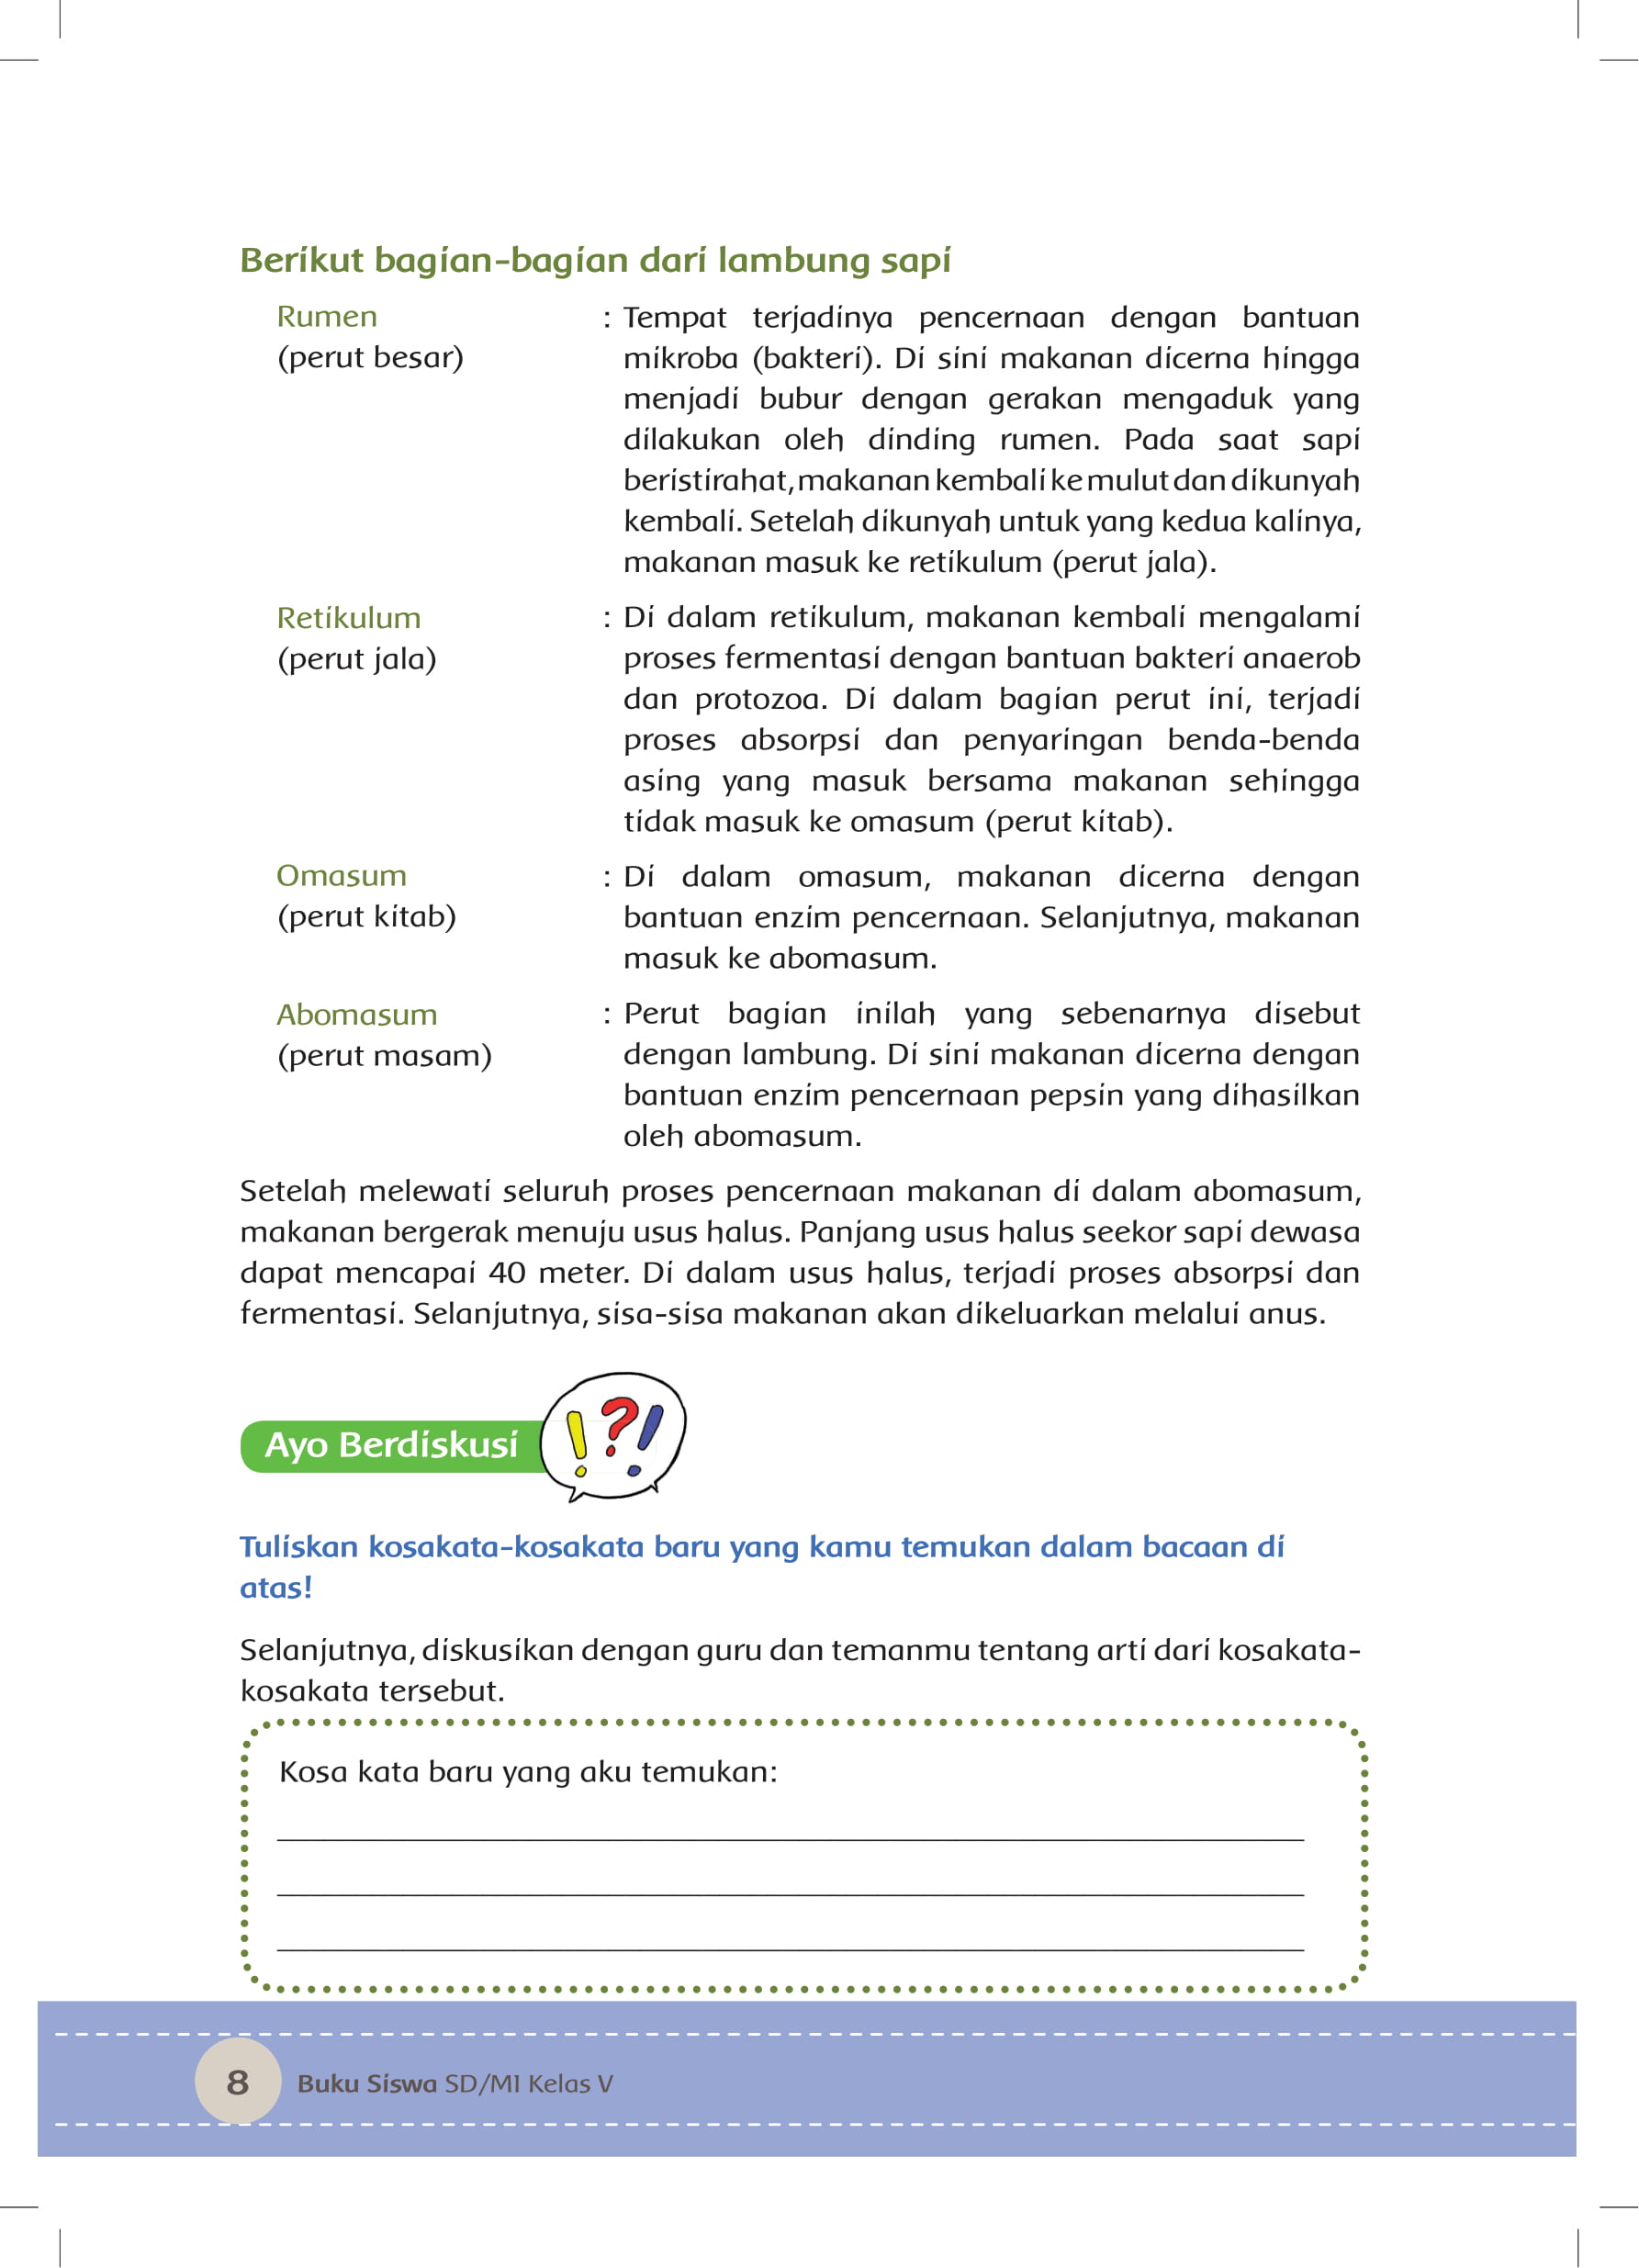 Berikut bagian-bagian dari lambung sapi
Rumen
(perut besar)
: Tempat terjadinya pencernaan dengan bantuan
mikroba (bakteri). Di sini makanan dicerna hingga
menjadi bubur dengan gerakan mengaduk yang
dilakukan oleh dinding rumen. Pada saat sapi
beristirahat, makanan kembali ke mulut dan dikunyah
kembali. Setelah dikunyah untuk yang kedua kalinya,
makanan masuk ke retikulum (perut jala).
Retikulum
(perut jala)
: Di dalam retikulum, makanan kembali mengalami
proses fermentasi dengan bantuan bakteri anaerob
dan protozoa. Di dalam bagian perut ini, terjadi
proses absorpsi dan penyaringan benda-benda
asing yang masuk bersama makanan sehingga
tidak masuk ke omasum (perut kitab).
Omasum
(perut kitab)
: Di dalam omasum, makanan dicerna dengan
bantuan enzim pencernaan. Selanjutnya, makanan
masuk ke abomasum.
Abomasum
(perut masam)
: Perut bagian inilah yang sebenarnya disebut
dengan lambung. Di sini makanan dicerna dengan
bantuan enzim pencernaan pepsin yang dihasilkan
oleh abomasum.
Setelah melewati seluruh proses pencernaan makanan di dalam abomasum,
makanan bergerak menuju usus halus. Panjang usus halus seekor sapi dewasa
dapat mencapai 40 meter. Di dalam usus halus, terjadi proses absorpsi dan
fermentasi. Selanjutnya, sisa-sisa makanan akan dikeluarkan melalui anus.
Ayo Berdiskusi
!?!
Tuliskan kosakata-kosakata baru yang kamu temukan dalam bacaan di
atas!
Selanjutnya, diskusikan dengan guru dan temanmu tentang arti dari kosakata-
kosakata tersebut.
Kosa kata baru yang aku temukan:
8
Buku Siswa SD/MI Kelas V